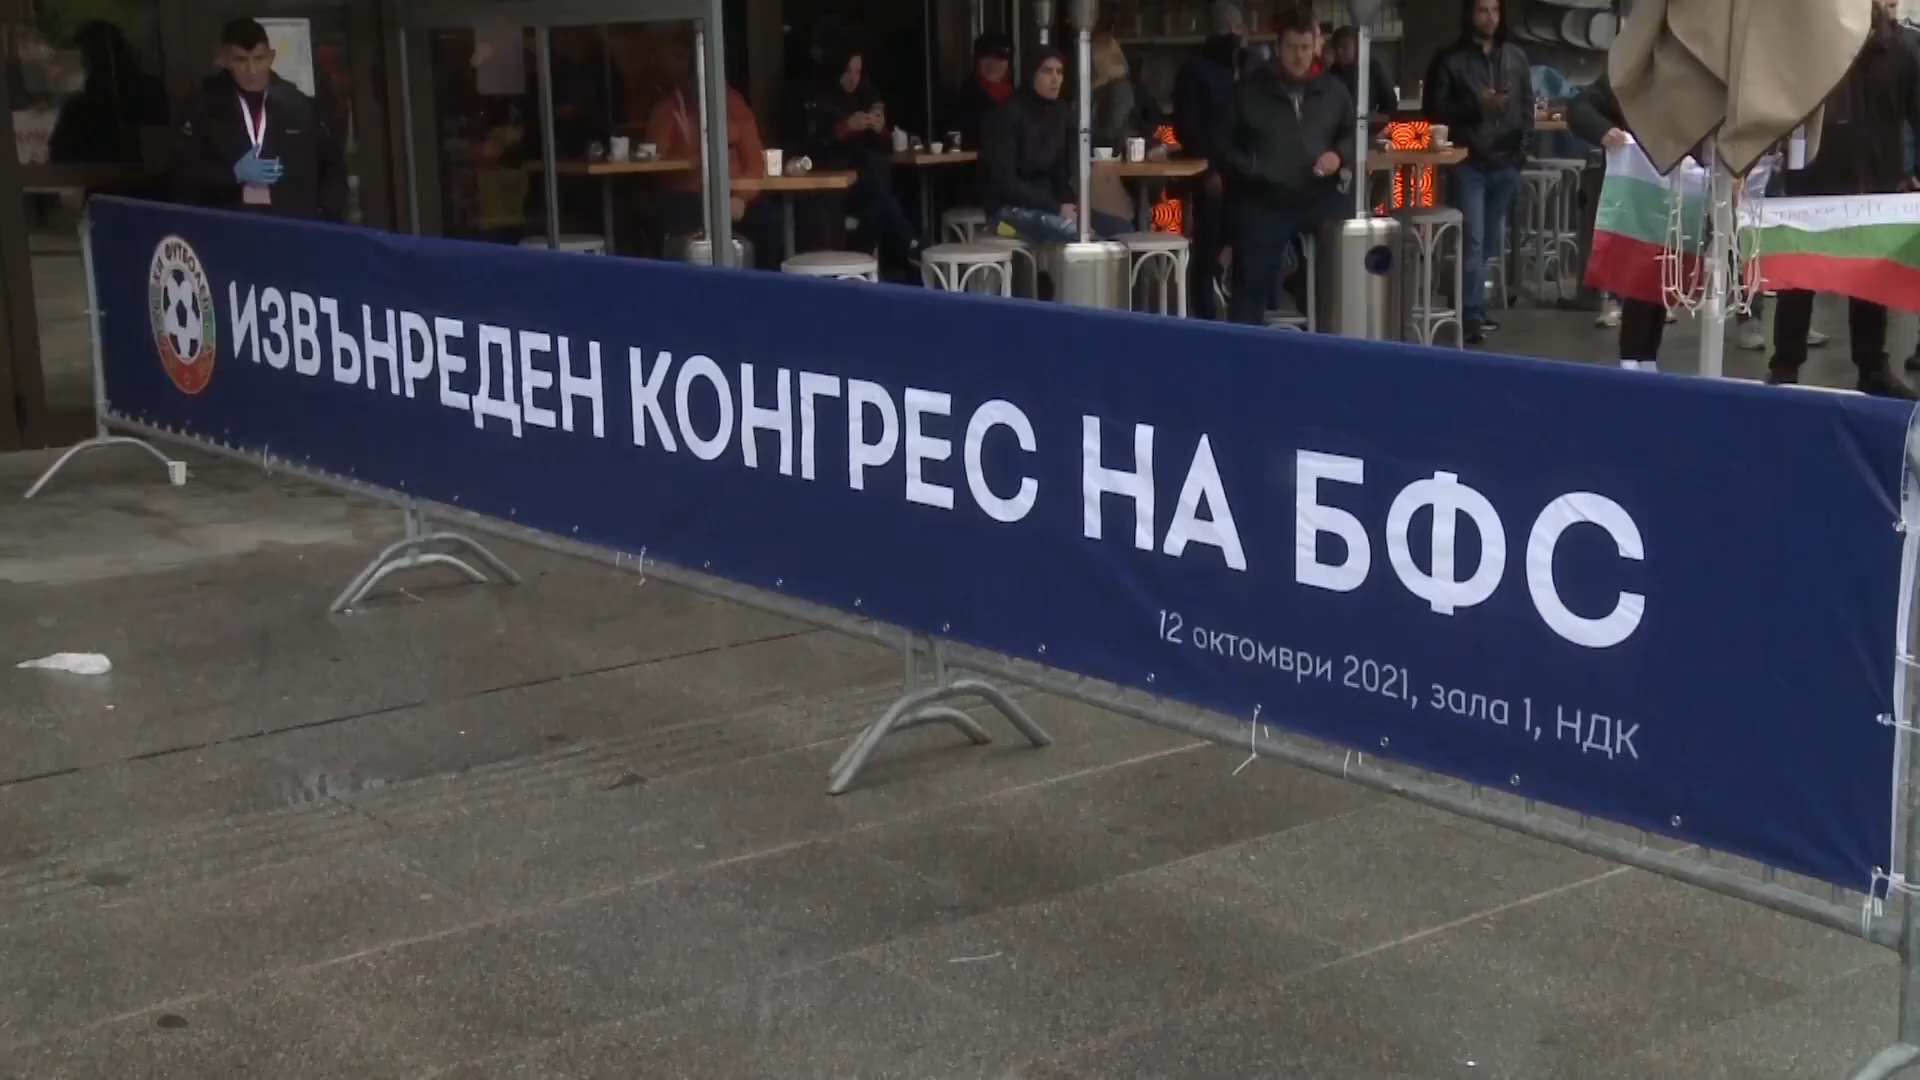 ИЗВЪНРЕДЕН КОНГРЕС НА БФС
12 октомври 2021, зала 1, НДК